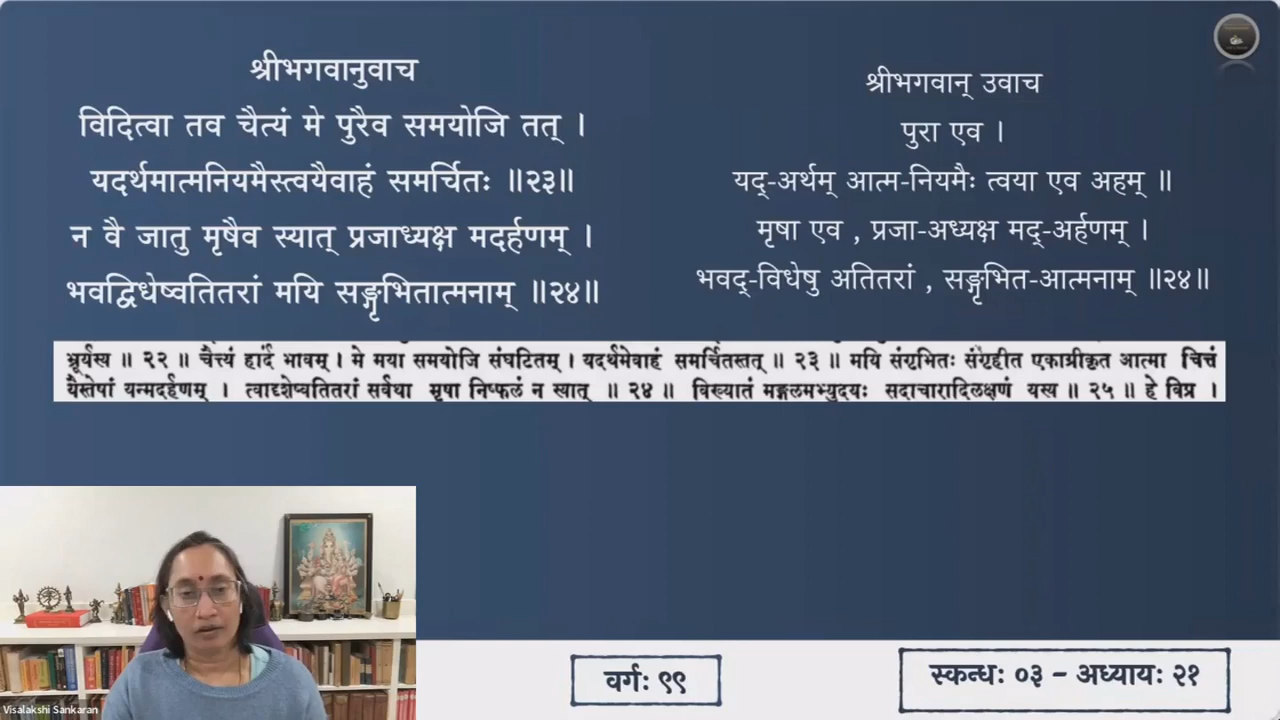 श्रीभगवानुवाच
विदित्वा तव चैत्यं मे पुरैव समयोजि तत् ।
यदर्थमात्मनियमैस्त्वयैवाहं समर्चितः ॥२३॥
न वै जातु मृषैव स्यात् प्रजाध्यक्ष मदर्हणम् ।
भवद्विधेष्वतितरां मयि सङ्गृभितात्मनाम् ॥२४॥
श्रीभगवान् उवाच
पुरा एव ।
यद्-अर्थम् आत्म-नियमैः त्वया एव अहम् ॥
मृषा एव , प्रजा-अध्यक्ष मद्-अर्हणम् ।
भवद्-विधेषु अतितरां , सङ्गृभित-आत्मनाम् ॥२४॥
भ्रूर्यस्य ॥ २२ ॥ चैत्त्यं हार्दं भावम् । मे मया समयोजि संघटितम् । यदर्थमेवाहं समर्चितस्तत् ॥ २३ ॥ मयि संगृभितः संगृहीत एकाग्रीकृत आत्मा चित्तं
यैस्तेषां यन्मदर्हणम् । त्वादृशेष्वतितरां सर्वथा मृषा निष्फलं न स्यात् ॥ २४ ॥ विख्यातं मङ्गलमभ्युदयः सदाचारादिलक्षणं यस्य ॥ २५ ॥ हे विप्र ।
Visalakshi Sankaran
वर्गः ९९
स्कन्धः ०३ - अध्यायः २१